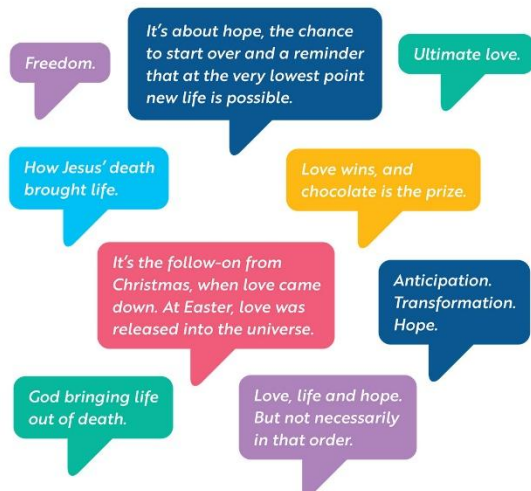 Freedom.
It's about hope, the chance
to start over and a reminder
that at the very lowest point
new life is possible.
Ultimate love.
How Jesus' death
brought life.
Love wins, and
chocolate is the prize.
It's the follow-on from
Christmas, when love came
down. At Easter, love was
released into the universe.
Anticipation.
Transformation.
Hope.
God bringing life
out of death.
Love, life and hope.
But not necessarily
in that order.